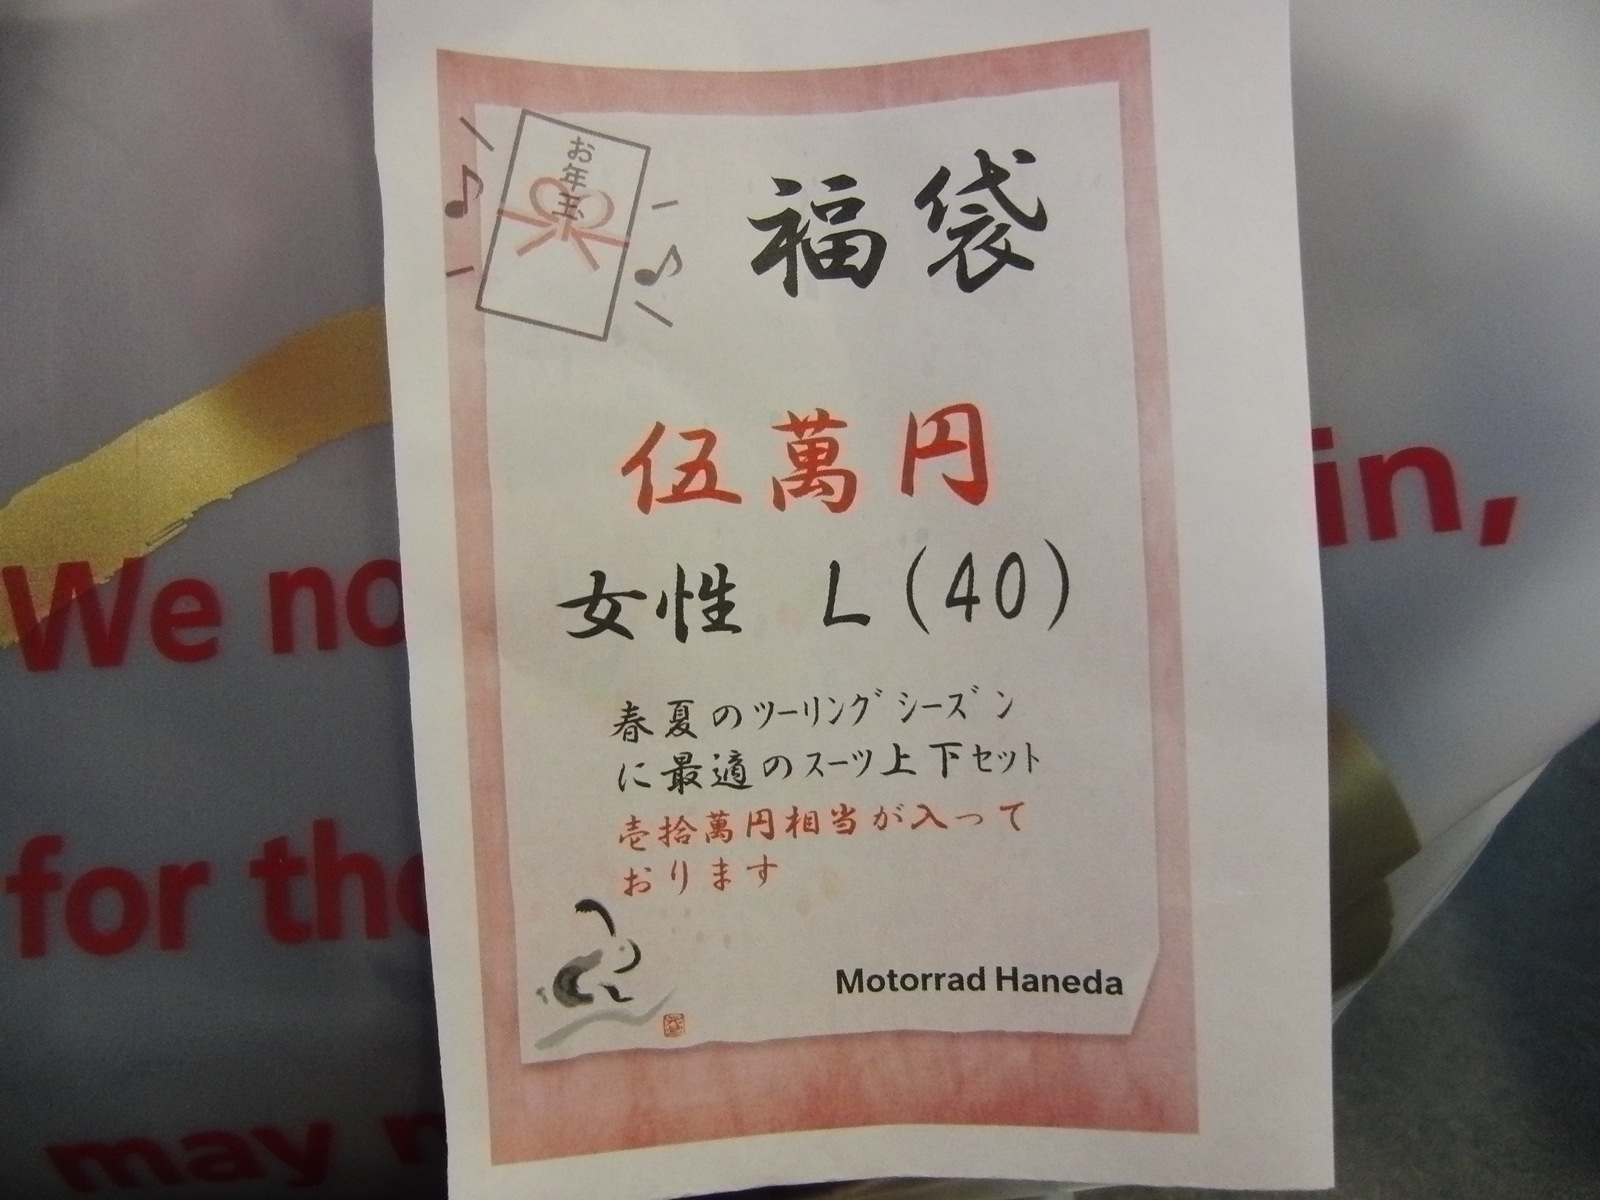 お年玉
福袋
伍萬円
女性 L(40)
春夏のツーリングシーズン
に最適のスーツ上下セット
壱拾萬円相当が入って
おります
Motorrad Haneda
We no
in,
for tho
may n